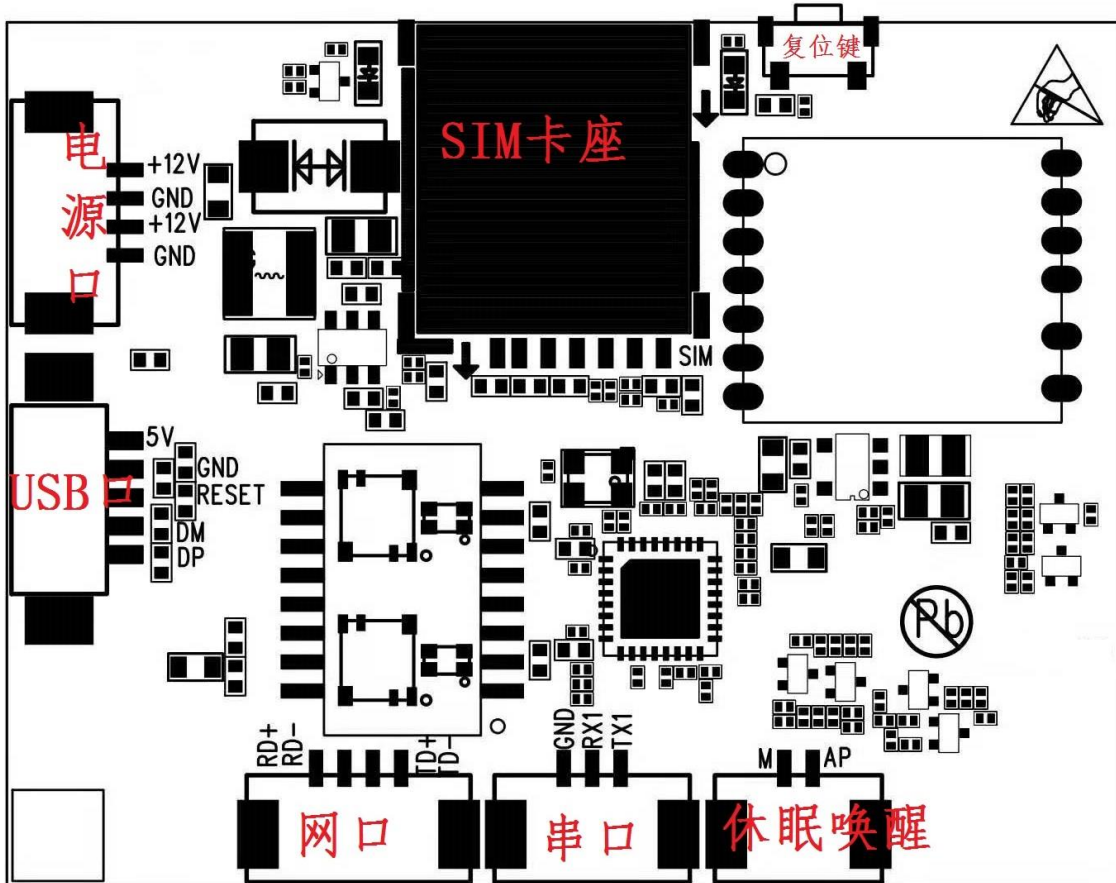 复位键
SIM卡座
电源口
+12V
GND
+12V
GND
SIM
USB口
5V
GND
RESET
DM
DP
Pb
RD+
RD-
TD+
TD-
GND
RX1
TX1
M
AP
网口
串口
休眠唤醒